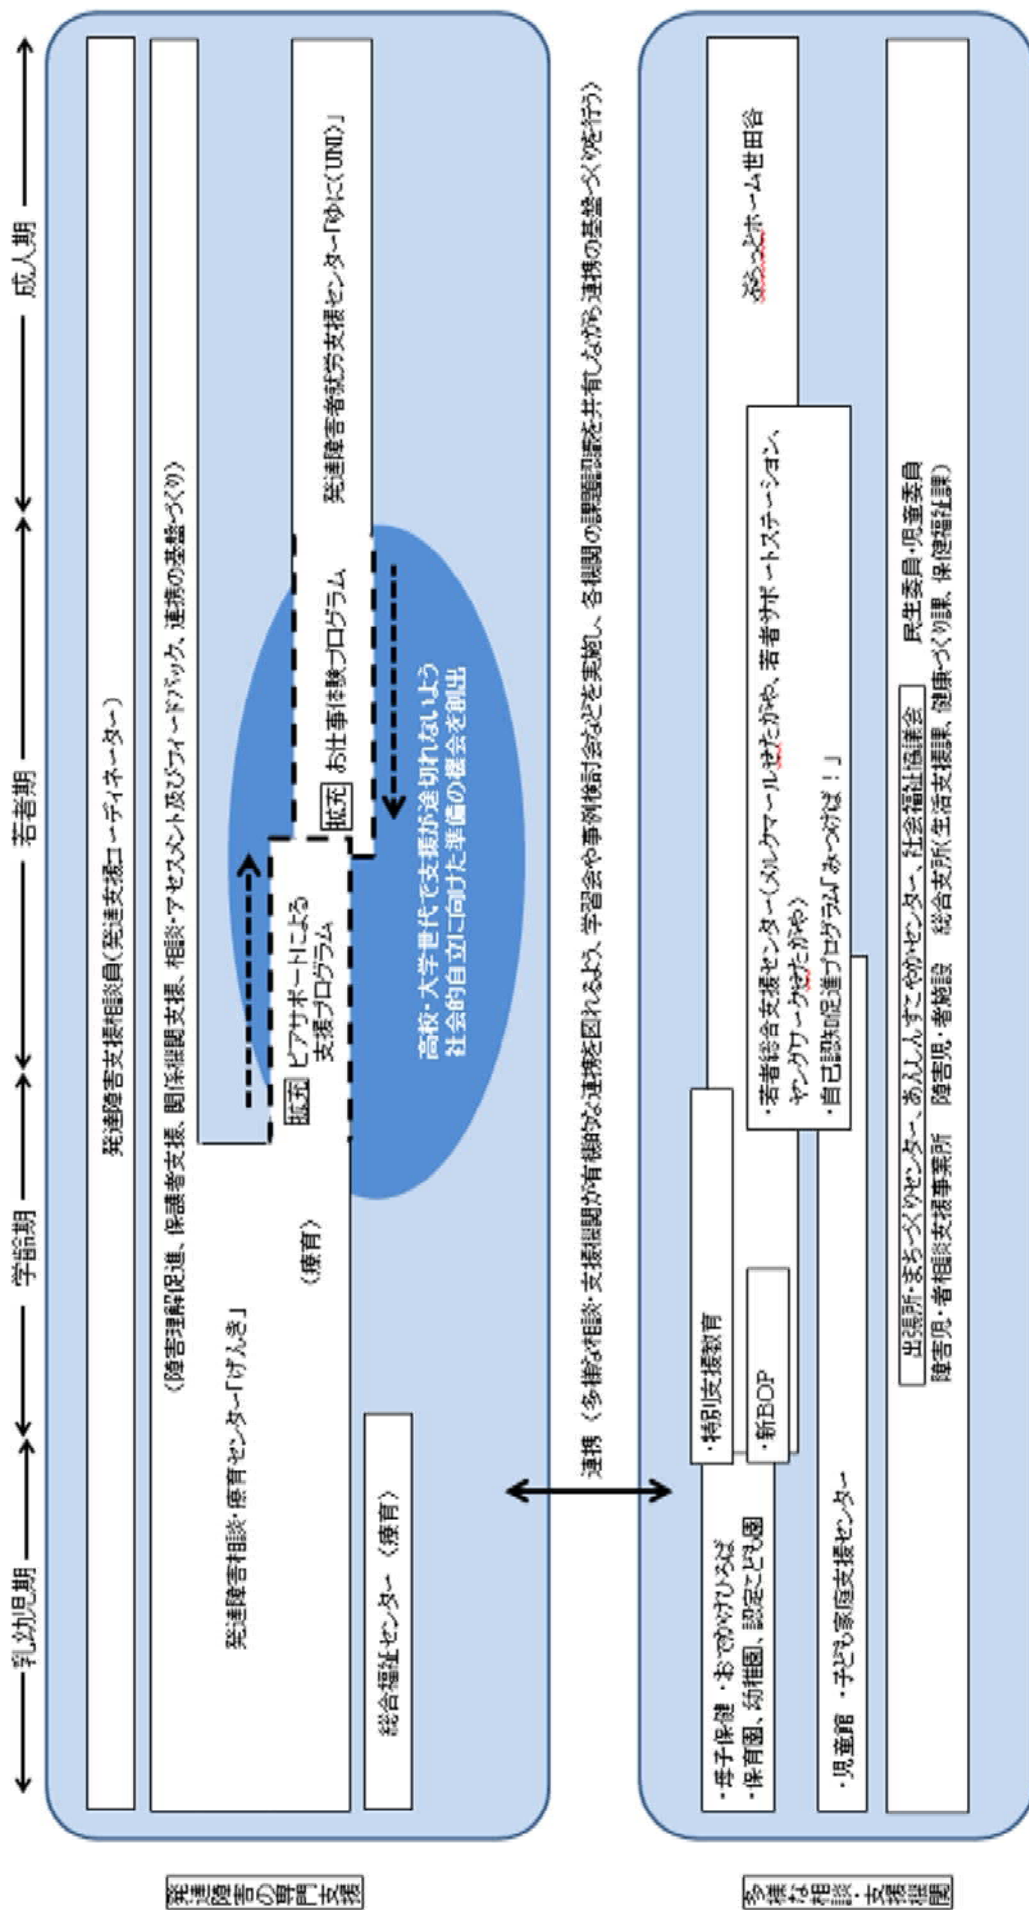 乳幼児期
学齢期
若者期
成人期
発達障害の専門支援
発達障害支援相談員(発達支援コーディネーター)
(障害理解促進、保護者支援、関係機関支援、相談・アセスメント及びフィードバック、連携の基盤づくり)
発達障害相談・療育センター「げんき」
(療育)
拡充 ピアサポートによる
支援プログラム
拡充 お仕事体験プログラム
発達障害者就労支援センター「ゆに(UNI)」
総合福祉センター (療育)
高校・大学世代で支援が途切れないよう
社会的自立に向けた準備の機会を創出
連携 (多様な相談・支援機関が有機的な連携を図れるよう、学習会や事例検討会などを実施し、各機関の課題認識を共有しながら連携の基盤づくりを行う)
多様な相談・支援機関
・特別支援教育
・母子保健 ・おでかけひろば
・保育園、幼稚園、認定こども園
・新BOP
・若者総合支援センター(メルクマールせたがや、若者サポートステーション、
ヤングワークせたがや)
・自己認知促進プログラム「みつけば!」
ぷらっとホーム世田谷
・児童館 ・子ども家庭支援センター
出張所・まちづくりセンター、あんしんすこやかセンター、社会福祉協議会 民生委員・児童委員
障害児・者相談支援事業所 障害児・者施設 総合支所(生活支援課、健康づくり課、保健福祉課)